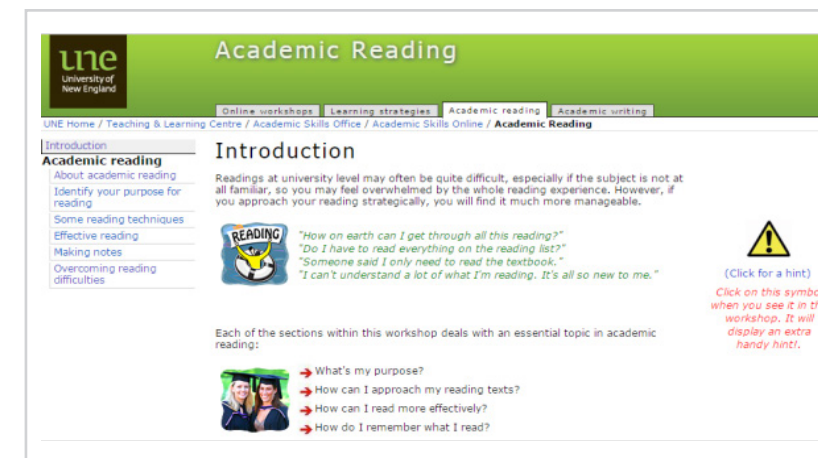 une
University of
New England
Academic Reading
Online workshops Learning strategies Academic reading Academic writing
UNE Home / Teaching & Learning Centre / Academic Skills Office / Academic Skills Online / Academic Reading
Introduction
Academic reading
About academic reading
Identify your purpose for
reading
Some reading techniques
Effective reading
Making notes
Overcoming reading
difficulties
Introduction
Readings at university level may often be quite difficult, especially if the subject is not at
all familiar, so you may feel overwhelmed by the whole reading experience. However, if
you approach your reading strategically, you will find it much more manageable.
READING
"How on earth can I get through all this reading?"
"Do I have to read everything on the reading list?"
"Someone said I only need to read the textbook."
"I can't understand a lot of what I'm reading. It's all so new to me."
(Click for a hint)
Click on this symbo
when you see it in th
workshop. It will
display an extra
handy hint!.
Each of the sections within this workshop deals with an essential topic in academic
reading:
What's my purpose?
How can I approach my reading texts?
How can I read more effectively?
How do I remember what I read?